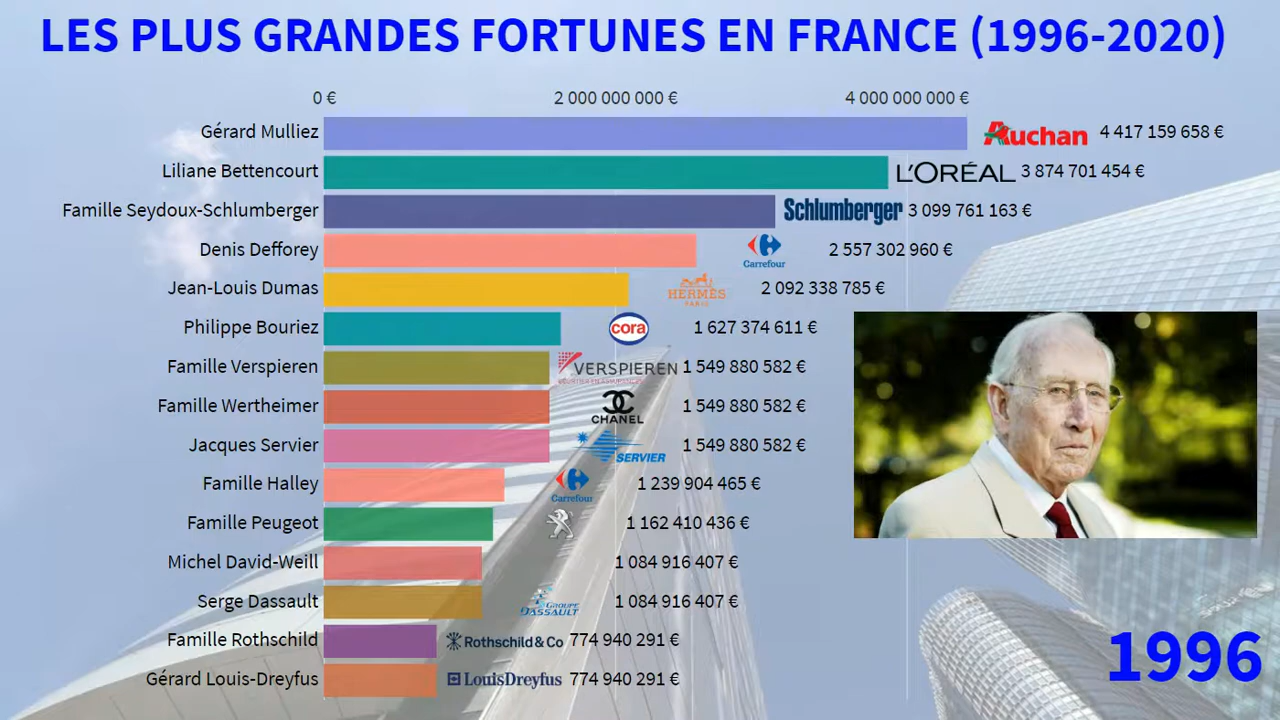 LES PLUS GRANDES FORTUNES EN FRANCE (1996-2020)
0 € 2 000 000 000 € 4 000 000 000 €
Gérard Mulliez Auchan 4 417 159 658 €
Liliane Bettencourt L'ORÉAL 3 874 701 454 €
Famille Seydoux-Schlumberger Schlumberger 3 099 761 163 €
Denis Defforey Carrefour 2 557 302 960 €
Jean-Louis Dumas HERMÈS PARIS 2 092 338 785 €
Philippe Bouriez cora 1 627 374 611 €
Famille Verspieren VERSPIEREN 1 549 880 582 €
Famille Wertheimer CHANEL 1 549 880 582 €
Jacques Servier SERVIER 1 549 880 582 €
Famille Halley Carrefour 1 239 904 465 €
Famille Peugeot 1 162 410 436 €
Michel David-Weill 1 084 916 407 €
Serge Dassault GROUPE DASSAULT 1 084 916 407 €
Famille Rothschild Rothschild & Co 774 940 291 €
Gérard Louis-Dreyfus LouisDreyfus 774 940 291 €
1996